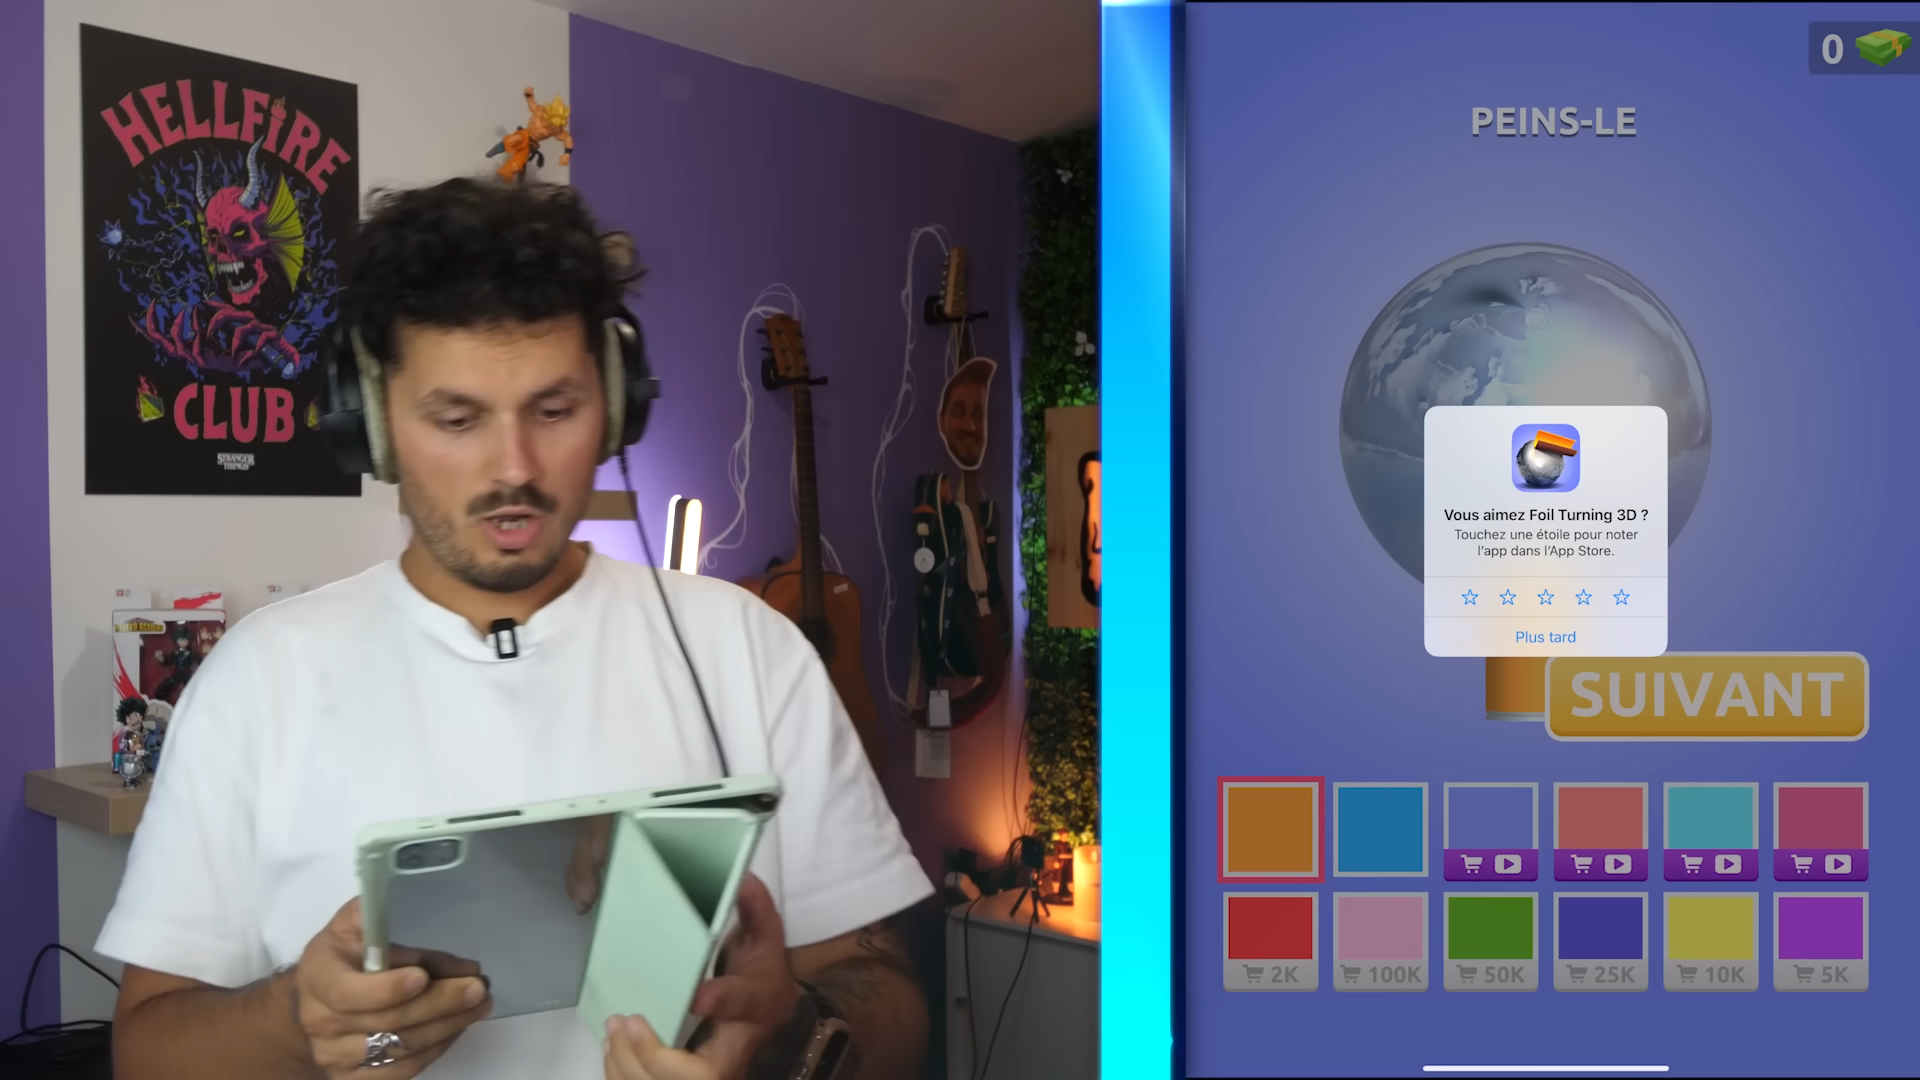 HELLFIRE
CLUB
STRANGER
THINGS
0
PEINS-LE
Vous aimez Foil Turning 3D ?
Touchez une étoile pour noter
l'app dans l'App Store.
Plus tard
SUIVANT
2K
100K
50K
25K
10K
5K